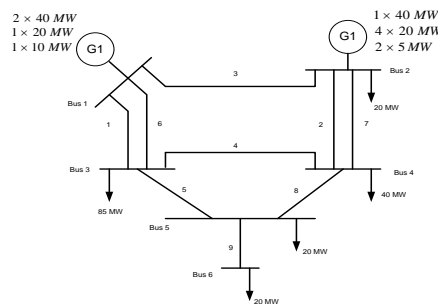 2 × 40 MW
1 × 20 MW
1 × 10 MW
G1
G1
1 × 40 MW
4 × 20 MW
2 × 5 MW
3
Bus 1
Bus 2
20 MW
1
6
2
7
4
Bus 3
Bus 4
85 MW
5
8
40 MW
Bus 5
9
20 MW
Bus 6
20 MW